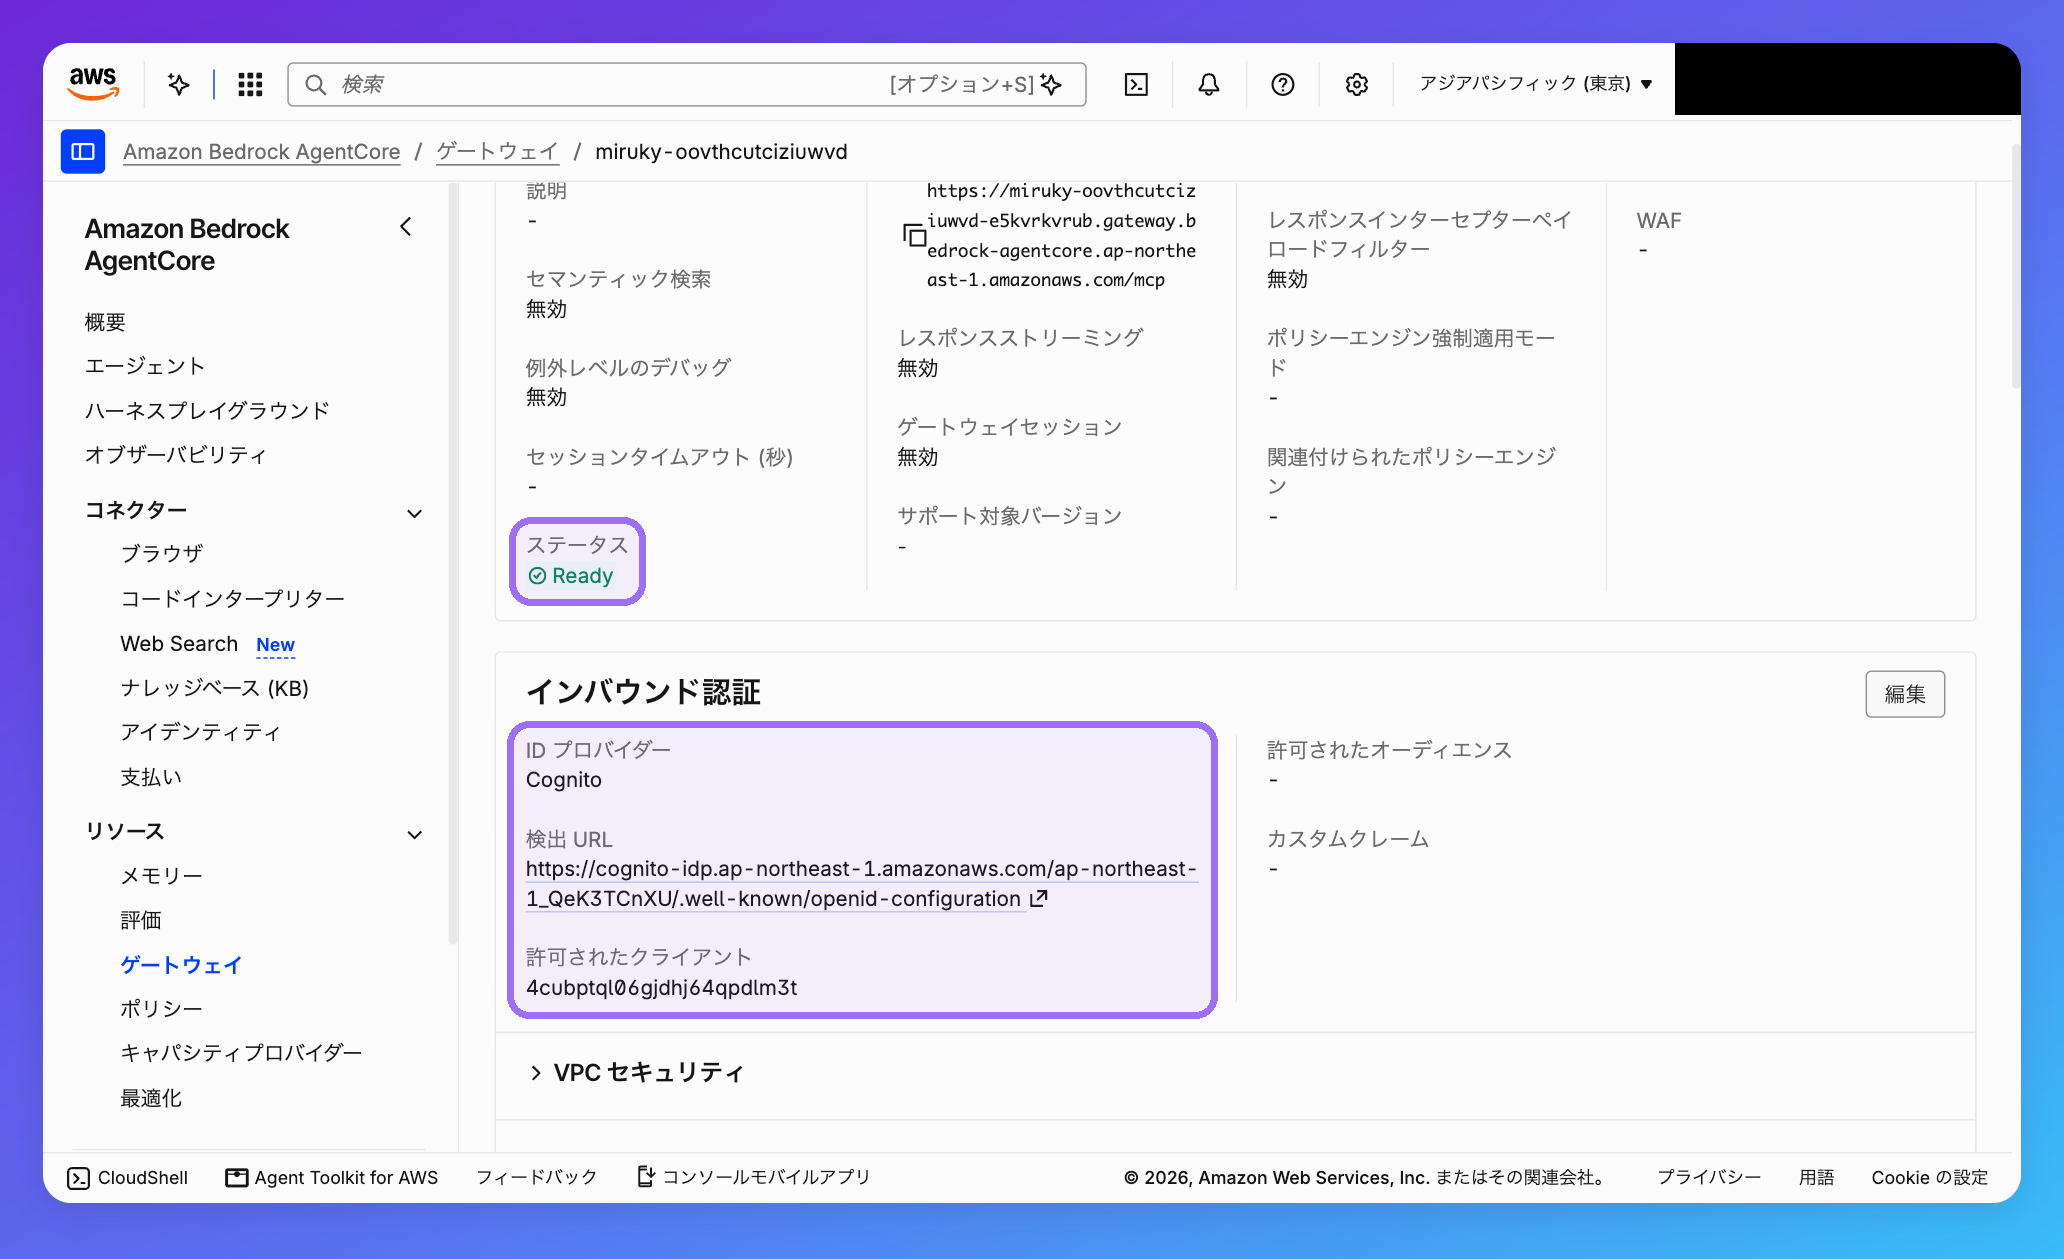 aws
検索
[オプション+S]
アジアパシフィック (東京) ▼
Amazon Bedrock AgentCore / ゲートウェイ / miruky-oovthcutciziuwvd
Amazon Bedrock
AgentCore
概要
エージェント
ハーネスプレイグラウンド
オブザーバビリティ
コネクター
ブラウザ
コードインタープリター
Web Search New
ナレッジベース (KB)
アイデンティティ
支払い
リソース
メモリー
評価
ゲートウェイ
ポリシー
キャパシティプロバイダー
最適化
説明
-
セマンティック検索
無効
例外レベルのデバッグ
無効
セッションタイムアウト (秒)
-
ステータス
Ready
https://miruky-oovthcutciz
iuwvd-e5kvrkvrub.gateway.b
edrock-agentcore.ap-northe
ast-1.amazonaws.com/mcp
レスポンスストリーミング
無効
ゲートウェイセッション
無効
サポート対象バージョン
-
レスポンスインターセプターペイ
ロードフィルター
無効
ポリシーエンジン強制適用モー
ド
-
関連付けられたポリシーエンジ
ン
-
WAF
-
インバウンド認証
編集
ID プロバイダー
Cognito
検出 URL
https://cognito-idp.ap-northeast-1.amazonaws.com/ap-northeast-
1_QeK3TCnXU/.well-known/openid-configuration
許可されたクライアント
4cubptql06gjdhj64qpdlm3t
許可されたオーディエンス
-
カスタムクレーム
-
VPC セキュリティ
CloudShell
Agent Toolkit for AWS
フィードバック
コンソールモバイルアプリ
© 2026, Amazon Web Services, Inc. またはその関連会社。
プライバシー
用語
Cookie の設定